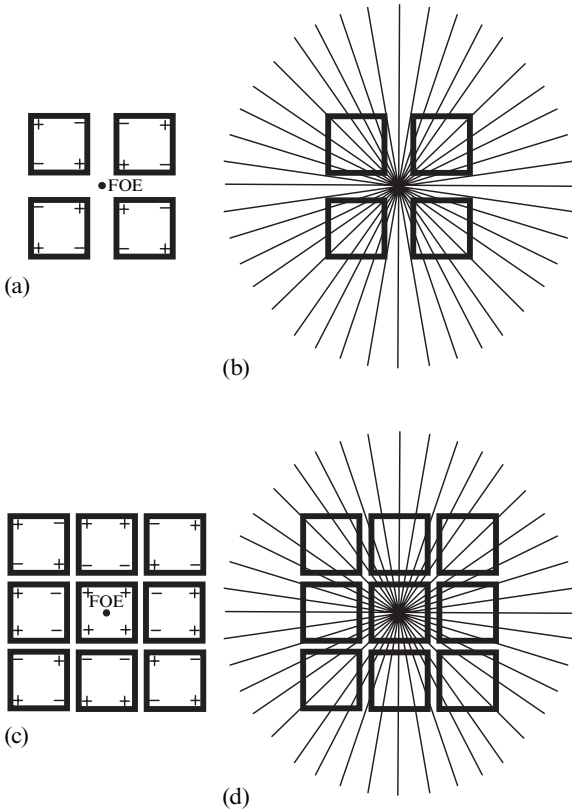 + − − +
− + + −
FOE
− + + −
+ − − +
(a)
(b)
+ − + + − +
− + − − + −
+ − + + − +
FOE
+ − + + − +
− + − − + −
+ − + + − +
(c)
(d)